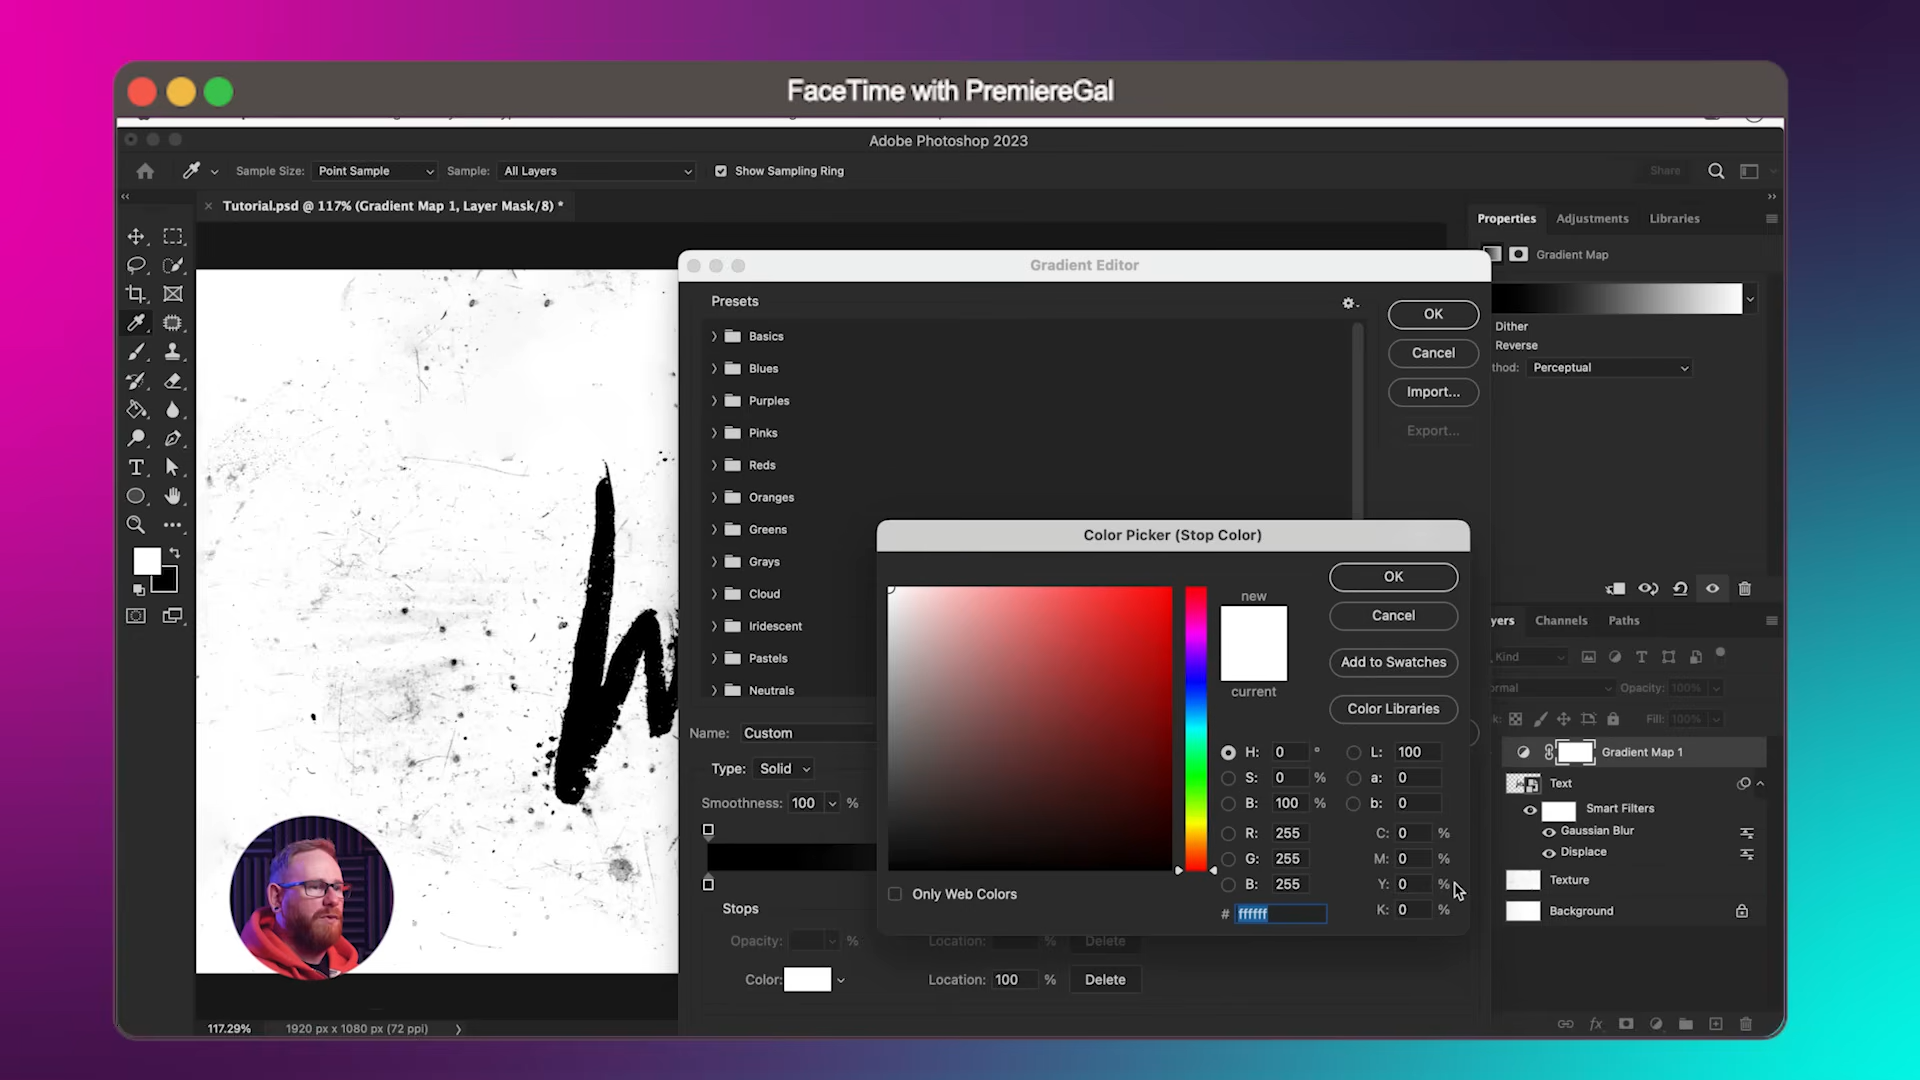 FaceTime with PremiereGal
Adobe Photoshop 2023
Sample Size: Point Sample Sample: All Layers Show Sampling Ring Share
Tutorial.psd @ 117% (Gradient Map 1, Layer Mask/8) *
Properties Adjustments Libraries
Gradient Map
Gradient Editor
Presets
OK
Cancel
Import...
Export...
Dither
Reverse
thod: Perceptual
Basics
Blues
Purples
Pinks
Reds
Oranges
Greens
Grays
Cloud
Iridescent
Pastels
Neutrals
Name: Custom
Type: Solid
Smoothness: 100 %
Stops
Opacity: % Location: % Delete
Color: Location: 100 % Delete
Color Picker (Stop Color)
new
current
OK
Cancel
Add to Swatches
Color Libraries
H: 0 ° L: 100
S: 0 % a: 0
B: 100 % b: 0
R: 255 C: 0 %
G: 255 M: 0 %
B: 255 Y: 0 %
# ffffff K: 0 %
Only Web Colors
yers Channels Paths
Kind
ormal Opacity: 100%
k: Fill: 100%
Gradient Map 1
Text
Smart Filters
Gaussian Blur
Displace
Texture
Background
fx
117.29% 1920 px x 1080 px (72 ppi)